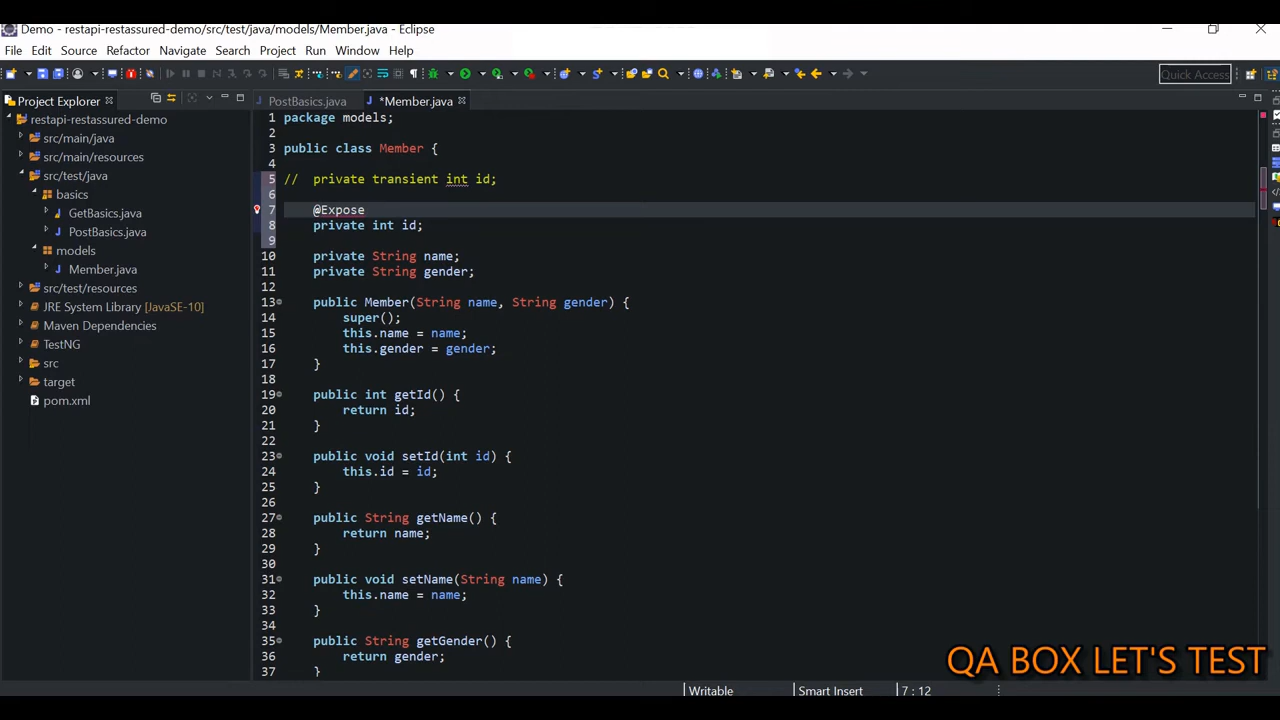 Demo - restapi-restassured-demo/src/test/java/models/Member.java - Eclipse
File Edit Source Refactor Navigate Search Project Run Window Help
Quick Access
Project Explorer
restapi-restassured-demo
src/main/java
src/main/resources
src/test/java
basics
GetBasics.java
PostBasics.java
models
Member.java
src/test/resources
JRE System Library [JavaSE-10]
Maven Dependencies
TestNG
src
target
pom.xml
PostBasics.java *Member.java
1 package models;
2
3 public class Member {
4
5 // private transient int id;
6
7 @Expose
8 private int id;
9
10 private String name;
11 private String gender;
12
13 public Member(String name, String gender) {
14 super();
15 this.name = name;
16 this.gender = gender;
17 }
18
19 public int getId() {
20 return id;
21 }
22
23 public void setId(int id) {
24 this.id = id;
25 }
26
27 public String getName() {
28 return name;
29 }
30
31 public void setName(String name) {
32 this.name = name;
33 }
34
35 public String getGender() {
36 return gender;
37 }
QA BOX LET'S TEST
Writable Smart Insert 7 : 12